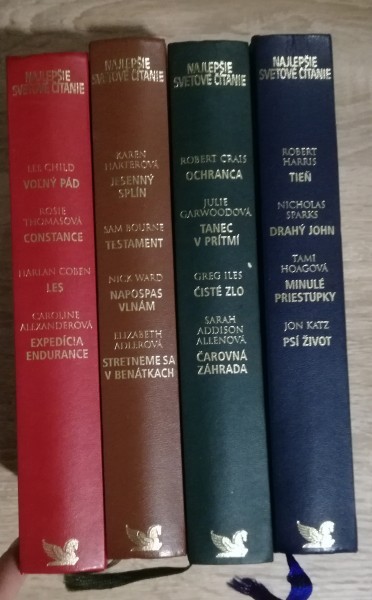 NAJLEPŠIE
SVETOVÉ ČÍTANIE
LEE CHILD
VOĽNÝ PÁD
ROSIE
THOMASOVÁ
CONSTANCE
HARLAN COBEN
LES
CAROLINE
ALEXANDEROVÁ
EXPEDÍCIA
ENDURANCE
NAJLEPŠIE
SVETOVÉ ČÍTANIE
KAREN
HARPEROVÁ
JESENNÝ
SPLÍN
SAM BOURNE
TESTAMENT
NICK WARD
NAPOSPAS
VLNÁM
ELIZABETH
ADLEROVÁ
STRETNEME SA
V BENÁTKACH
NAJLEPŠIE
SVETOVÉ ČÍTANIE
ROBERT CRAIS
OCHRANCA
JULIE
GARWOODOVÁ
TANEC
V PRÍTMÍ
GREG ILES
ČISTÉ ZLO
SARAH
ADDISON
ALLENOVÁ
ČAROVNÁ
ZÁHRADA
NAJLEPŠIE
SVETOVÉ ČÍTANIE
ROBERT
HARRIS
TIEŇ
NICHOLAS
SPARKS
DRAHÝ JOHN
TAMI
HOAGOVÁ
MINULÉ
PRIESTUPKY
JON KATZ
PSÍ ŽIVOT